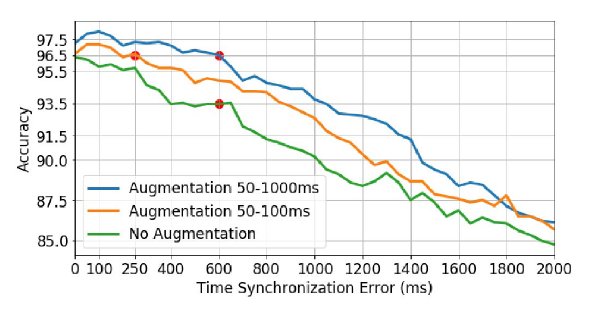 97.5
96.5
95.5
93.5
91.5
90.0
87.5
85.0
Accuracy
Augmentation 50-1000ms
Augmentation 50-100ms
No Augmentation
0 100 250 400 600 800 1000 1200 1400 1600 1800 2000
Time Synchronization Error (ms)